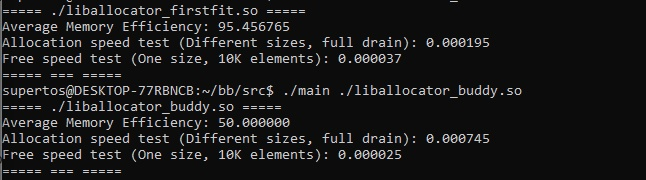 ===== ./liballocator_firstfit.so =====
Average Memory Efficiency: 95.456765
Allocation speed test (Different sizes, full drain): 0.000195
Free speed test (One size, 10K elements): 0.000037
===== === =====
supertos@DESKTOP-77RBNCB:~/bb/src$ ./main ./liballocator_buddy.so
===== ./liballocator_buddy.so =====
Average Memory Efficiency: 50.000000
Allocation speed test (Different sizes, full drain): 0.000745
Free speed test (One size, 10K elements): 0.000025
===== === =====